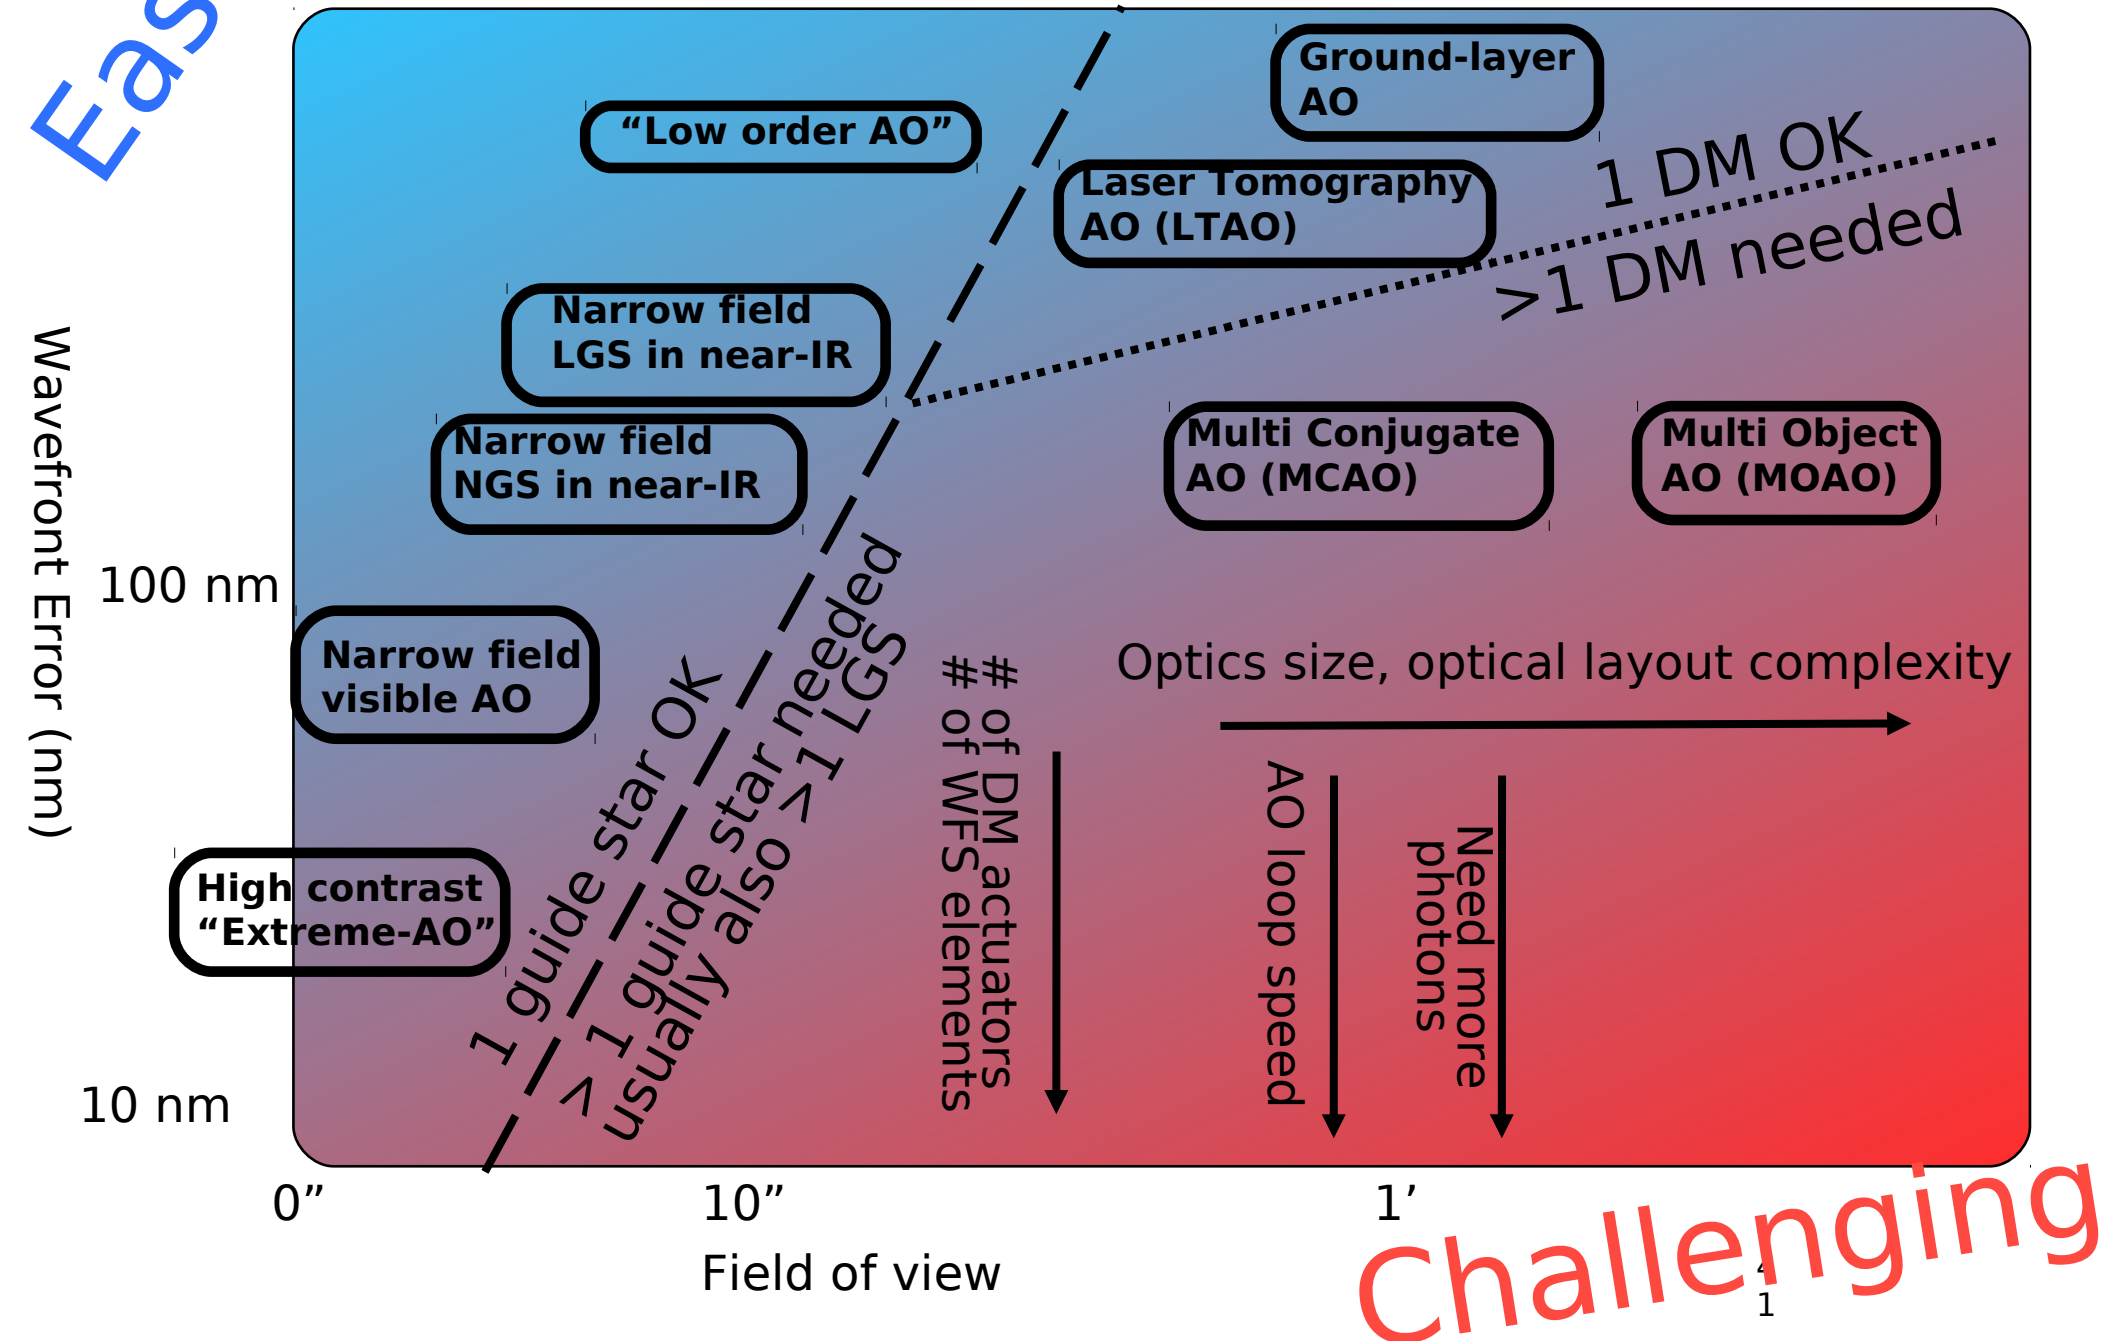 Eas
Ground-layer
AO
“Low order AO”
1 DM OK
Laser Tomography
AO (LTAO)
>1 DM needed
Narrow field
LGS in near-IR
Narrow field
NGS in near-IR
Multi Conjugate
AO (MCAO)
Multi Object
AO (MOAO)
Wavefront Error (nm)
100 nm
Narrow field
visible AO
1 guide star OK
> 1 guide star needed
usually also >1 LGS
# of DM actuators
# of WFS elements
Optics size, optical layout complexity
AO loop speed
Need more
photons
High contrast
“Extreme-AO”
10 nm
0”
10”
1’
Field of view
Challenging
4
1